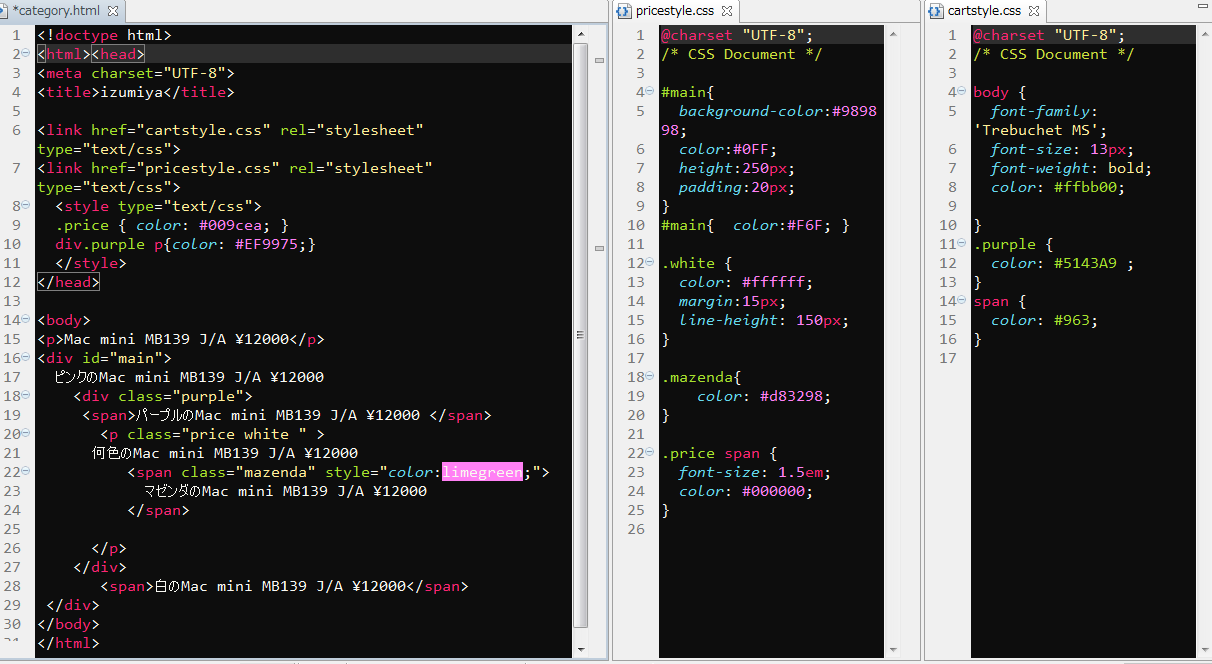 *category.html
1 <!doctype html>
2 <html><head>
3 <meta charset="UTF-8">
4 <title>izumiya</title>
5
6 <link href="cartstyle.css" rel="stylesheet"
type="text/css">
7 <link href="pricestyle.css" rel="stylesheet"
type="text/css">
8 <style type="text/css">
9 .price { color: #009cea; }
10 div.purple p{color: #EF9975;}
11 </style>
12 </head>
13
14 <body>
15 <p>Mac mini MB139 J/A ¥12000</p>
16 <div id="main">
17 ピンクのMac mini MB139 J/A ¥12000
18 <div class="purple">
19 <span>パープルのMac mini MB139 J/A ¥12000 </span>
20 <p class="price white " >
21 何色のMac mini MB139 J/A ¥12000
22 <span class="mazenda" style="color:limegreen;">
23 マゼンダのMac mini MB139 J/A ¥12000
24 </span>
25
26 </p>
27 </div>
28 <span>白のMac mini MB139 J/A ¥12000</span>
29 </div>
30 </body>
31 </html>
pricestyle.css
1 @charset "UTF-8";
2 /* CSS Document */
3
4 #main{
5 background-color:#9898
98;
6 color:#0FF;
7 height:250px;
8 padding:20px;
9 }
10 #main{ color:#F6F; }
11
12 .white {
13 color: #ffffff;
14 margin:15px;
15 line-height: 150px;
16 }
17
18 .mazenda{
19 color: #d83298;
20 }
21
22 .price span {
23 font-size: 1.5em;
24 color: #000000;
25 }
26
cartstyle.css
1 @charset "UTF-8";
2 /* CSS Document */
3
4 body {
5 font-family:
'Trebuchet MS';
6 font-size: 13px;
7 font-weight: bold;
8 color: #ffbb00;
9
10 }
11 .purple {
12 color: #5143A9 ;
13 }
14 span {
15 color: #963;
16 }
17